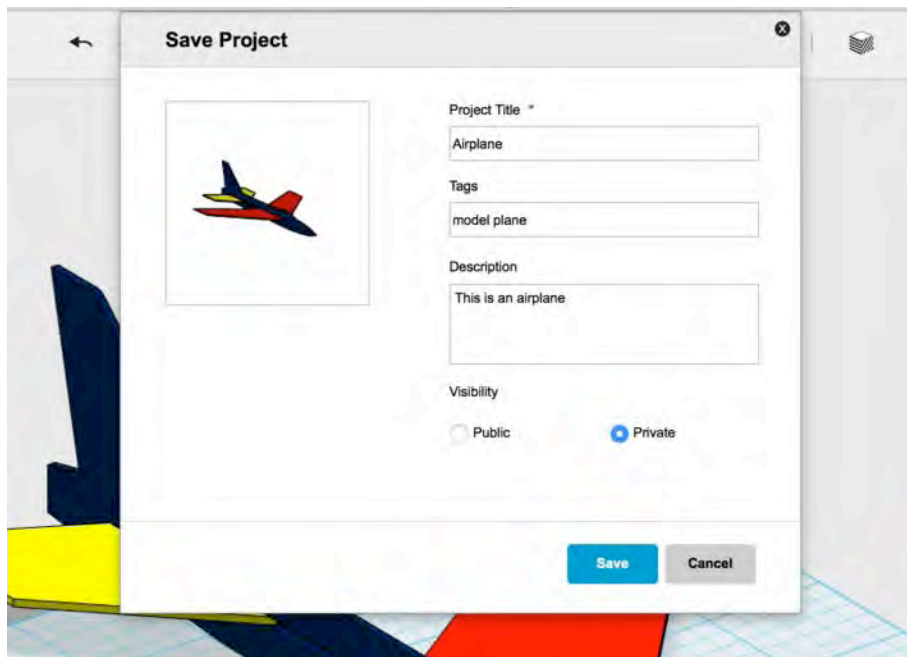 Save Project
Project Title *
Airplane
Tags
model plane
Description
This is an airplane
Visibility
Public Private
Save Cancel